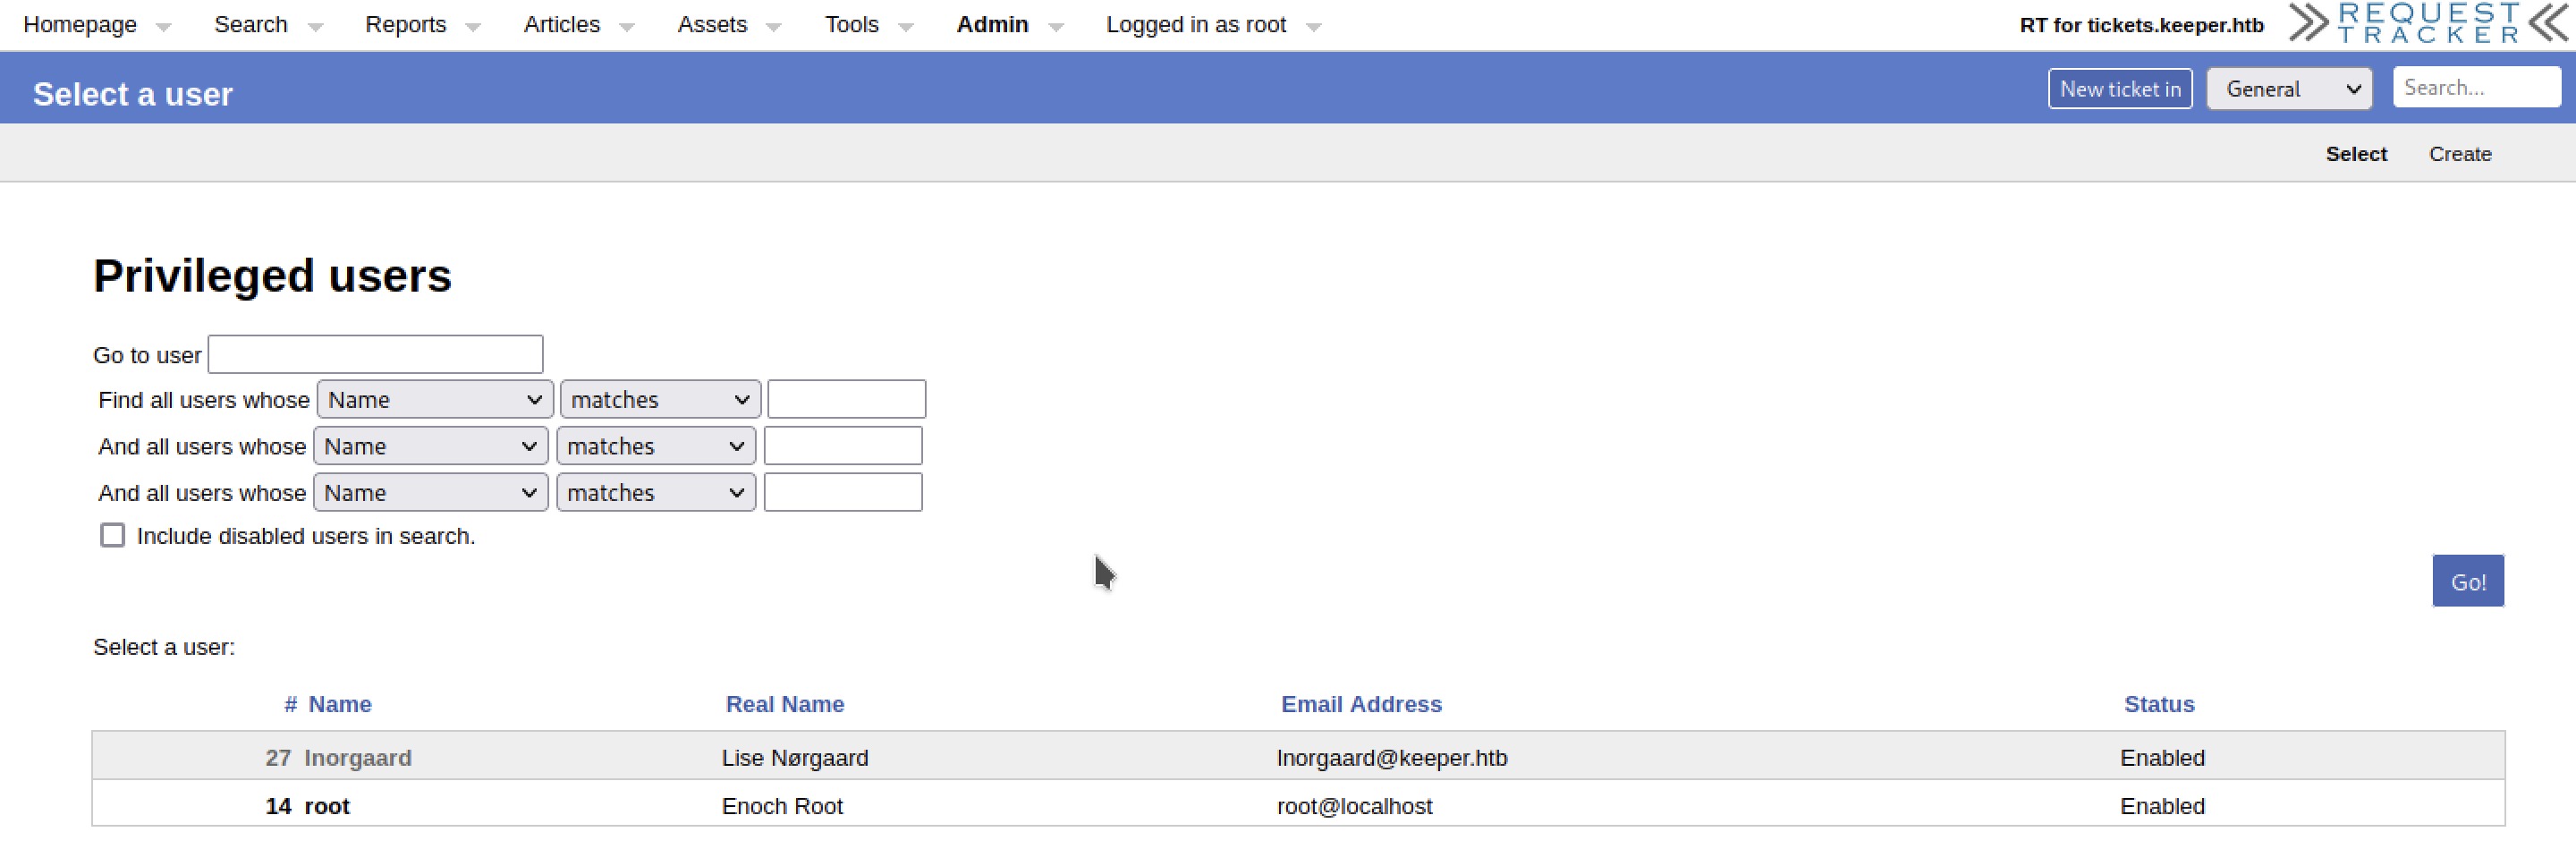 Homepage Search Reports Articles Assets Tools Admin Logged in as root RT for tickets.keeper.htb REQUEST TRACKER
Select a user New ticket in General Search...
Select Create
Privileged users
Go to user
Find all users whose Name matches
And all users whose Name matches
And all users whose Name matches
Include disabled users in search.
Go!
Select a user:
# Name Real Name Email Address Status
27 lnorgaard Lise Nørgaard lnorgaard@keeper.htb Enabled
14 root Enoch Root root@localhost Enabled